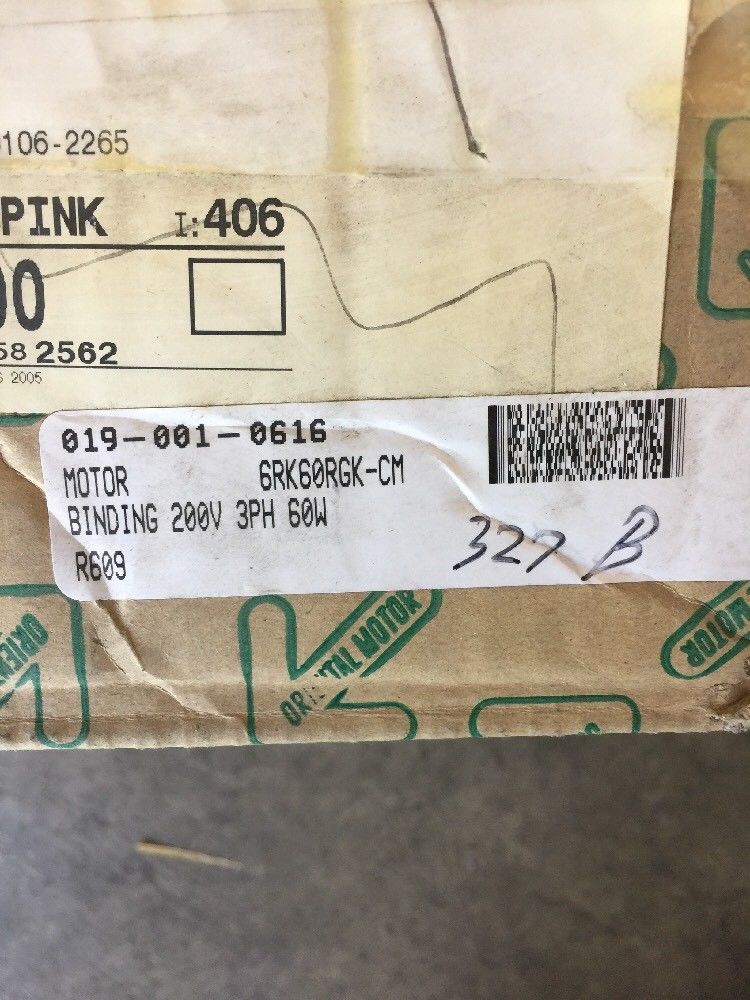 106-2265
PINK I:406
00
58 2562
2005
019-001-0616
MOTOR 6RK60RGK-CM
BINDING 200V 3PH 60W
R609
327 B
ORIENTAL MOTOR
MOTOR